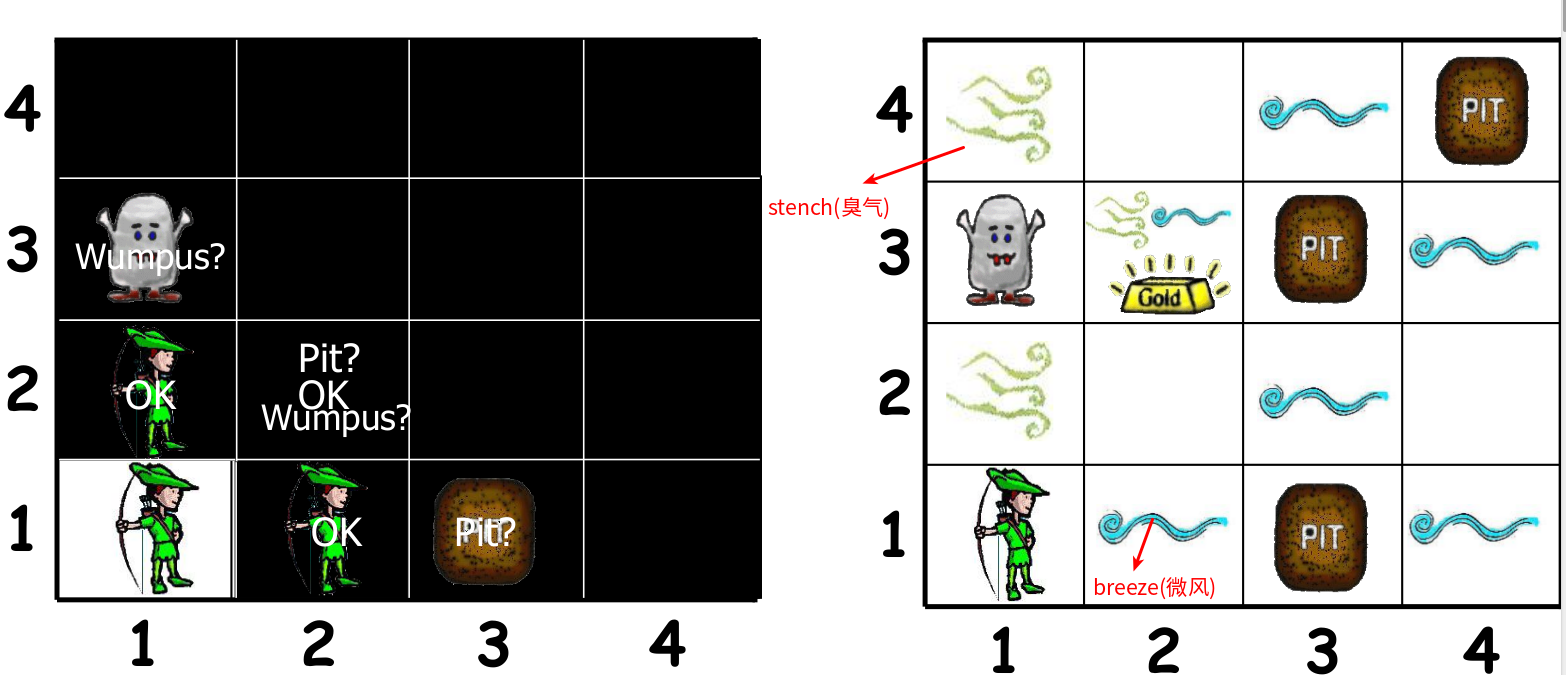 4
3
2
1
Wumpus?
OK
Pit?
OK
Wumpus?
OK
Pit?
1 2 3 4
4
3
2
1
PIT
stench(臭气)
PIT
Gold
PIT
breeze(微风)
1 2 3 4